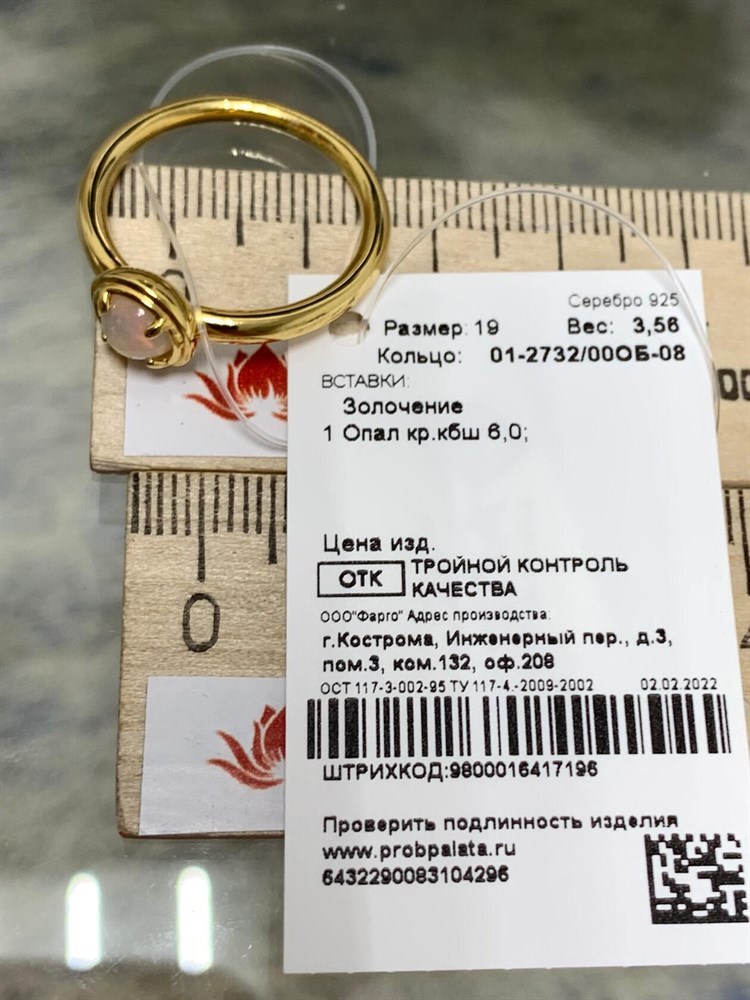 Серебро 925
Размер: 19 Вес: 3,56
Кольцо: 01-2732/00ОБ-08
ВСТАВКИ:
Золочение
1 Опал кр.кбш 6,0;
Цена изд.
ОТК ТРОЙНОЙ КОНТРОЛЬ
КАЧЕСТВА
ООО"Фарго" Адрес производства:
г.Кострома, Инженерный пер., д.3,
пом.3, ком.132, оф.208
ОСТ 117-3-002-95 ТУ 117-4.-2009-2002 02.02.2022
ШТРИХКОД:9800016417196
Проверить подлинность изделия
www.probpalata.ru
6432290083104296
0